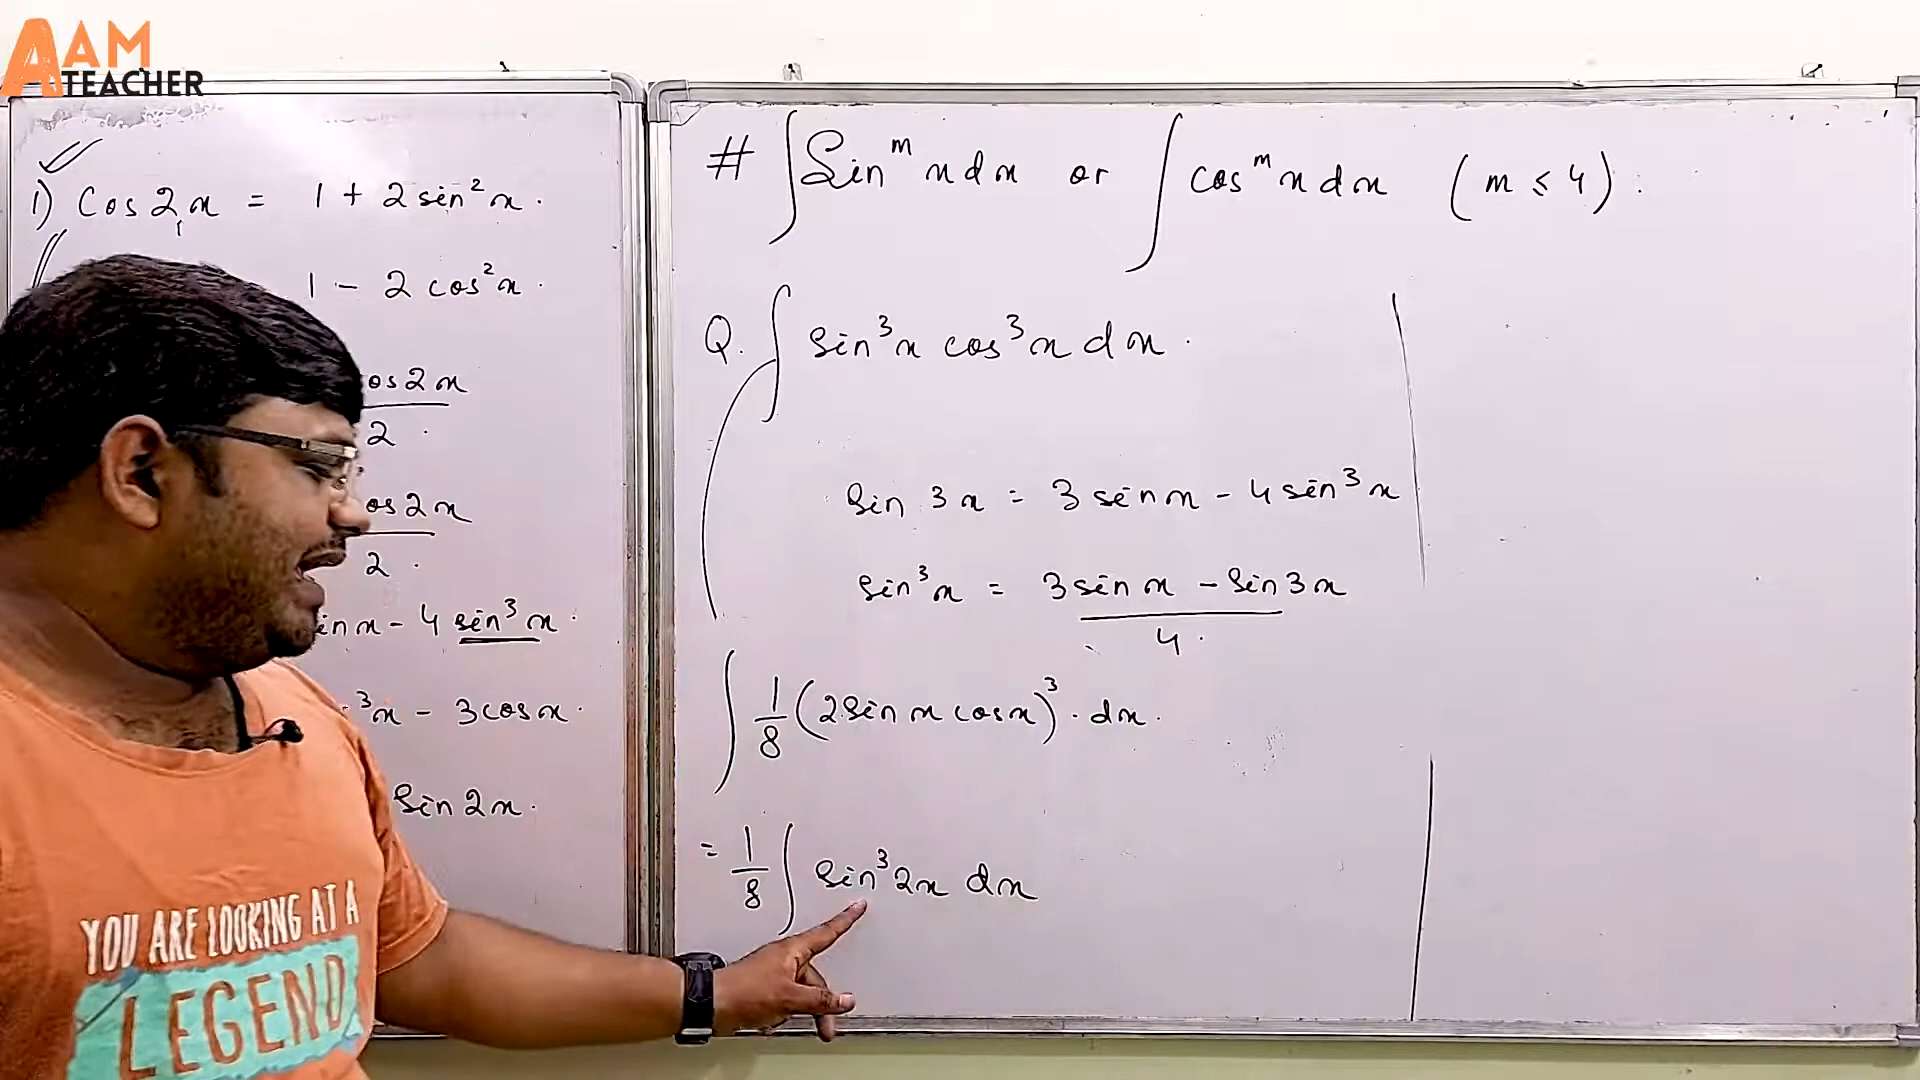 AAM
TEACHER
1) Cos 2x = 1 + 2 sin²x.
1 - 2 cos²x.
os 2x
2.
os 2x
2.
in x - 4 sin³x.
³x - 3 cos x.
Sin 2x.
# ∫ Sin^m x dx or ∫ cos^m x dx (m ≤ 4) :
Q. ∫ sin³x cos³x dx.
Sin 3x = 3 sin x - 4 sin³x
sin³x = 3 sin x - Sin 3x
4.
∫ 1/8 (2 Sin x cos x)³ . dx.
= 1/8 ∫ Sin³2x dx
YOU ARE LOOKING AT A
LEGEND